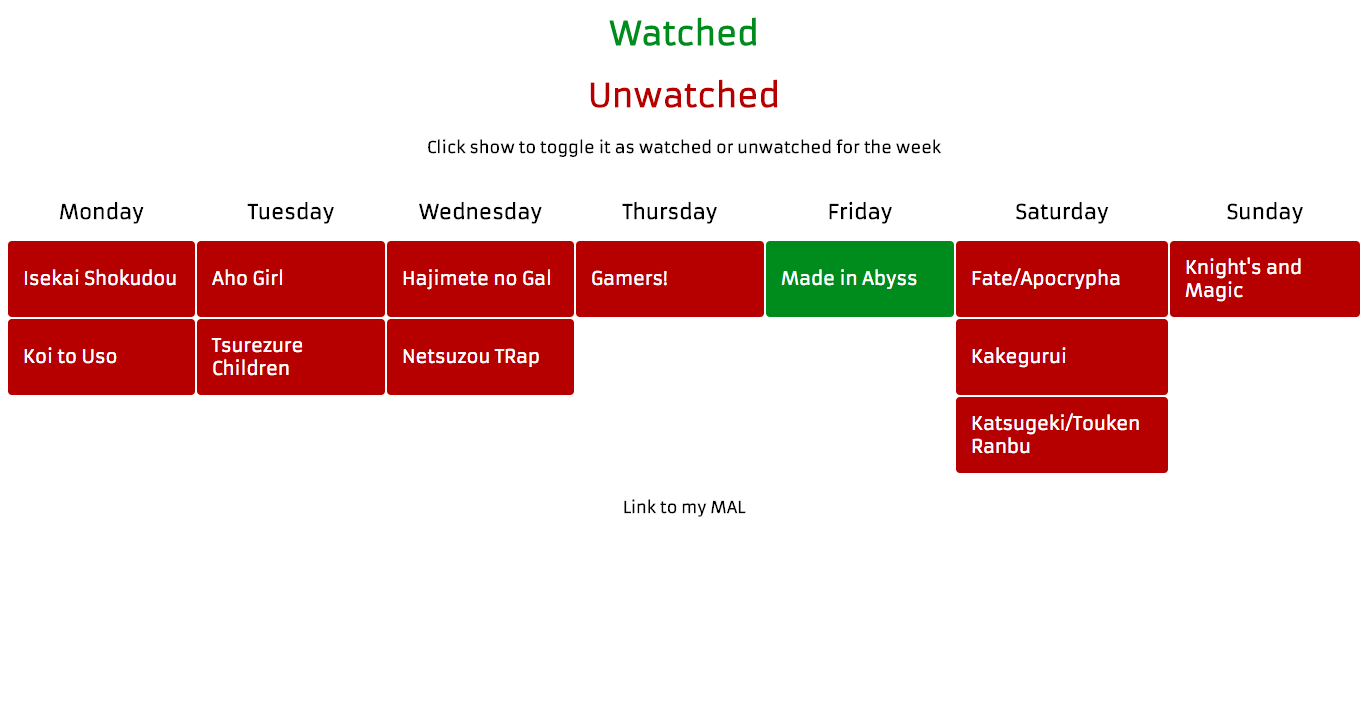 Watched
Unwatched
Click show to toggle it as watched or unwatched for the week
Monday Tuesday Wednesday Thursday Friday Saturday Sunday
Isekai Shokudou
Aho Girl
Hajimete no Gal
Gamers!
Made in Abyss
Fate/Apocrypha
Knight's and
Magic
Koi to Uso
Tsurezure
Children
Netsuzou TRap
Kakegurui
Katsugeki/Touken
Ranbu
Link to my MAL